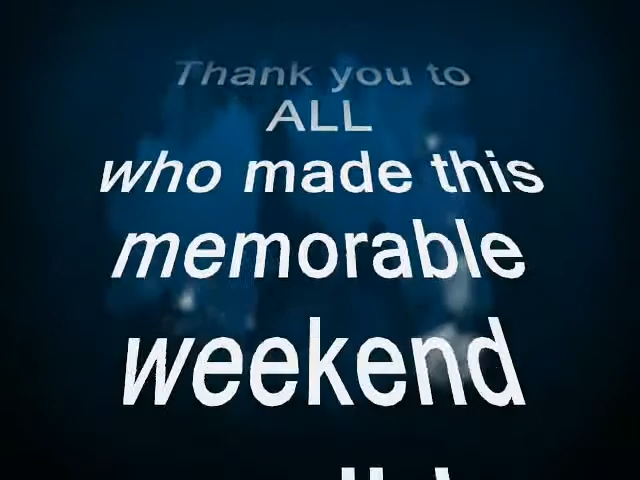 Thank you to
ALL
who made this
memorable
weekend